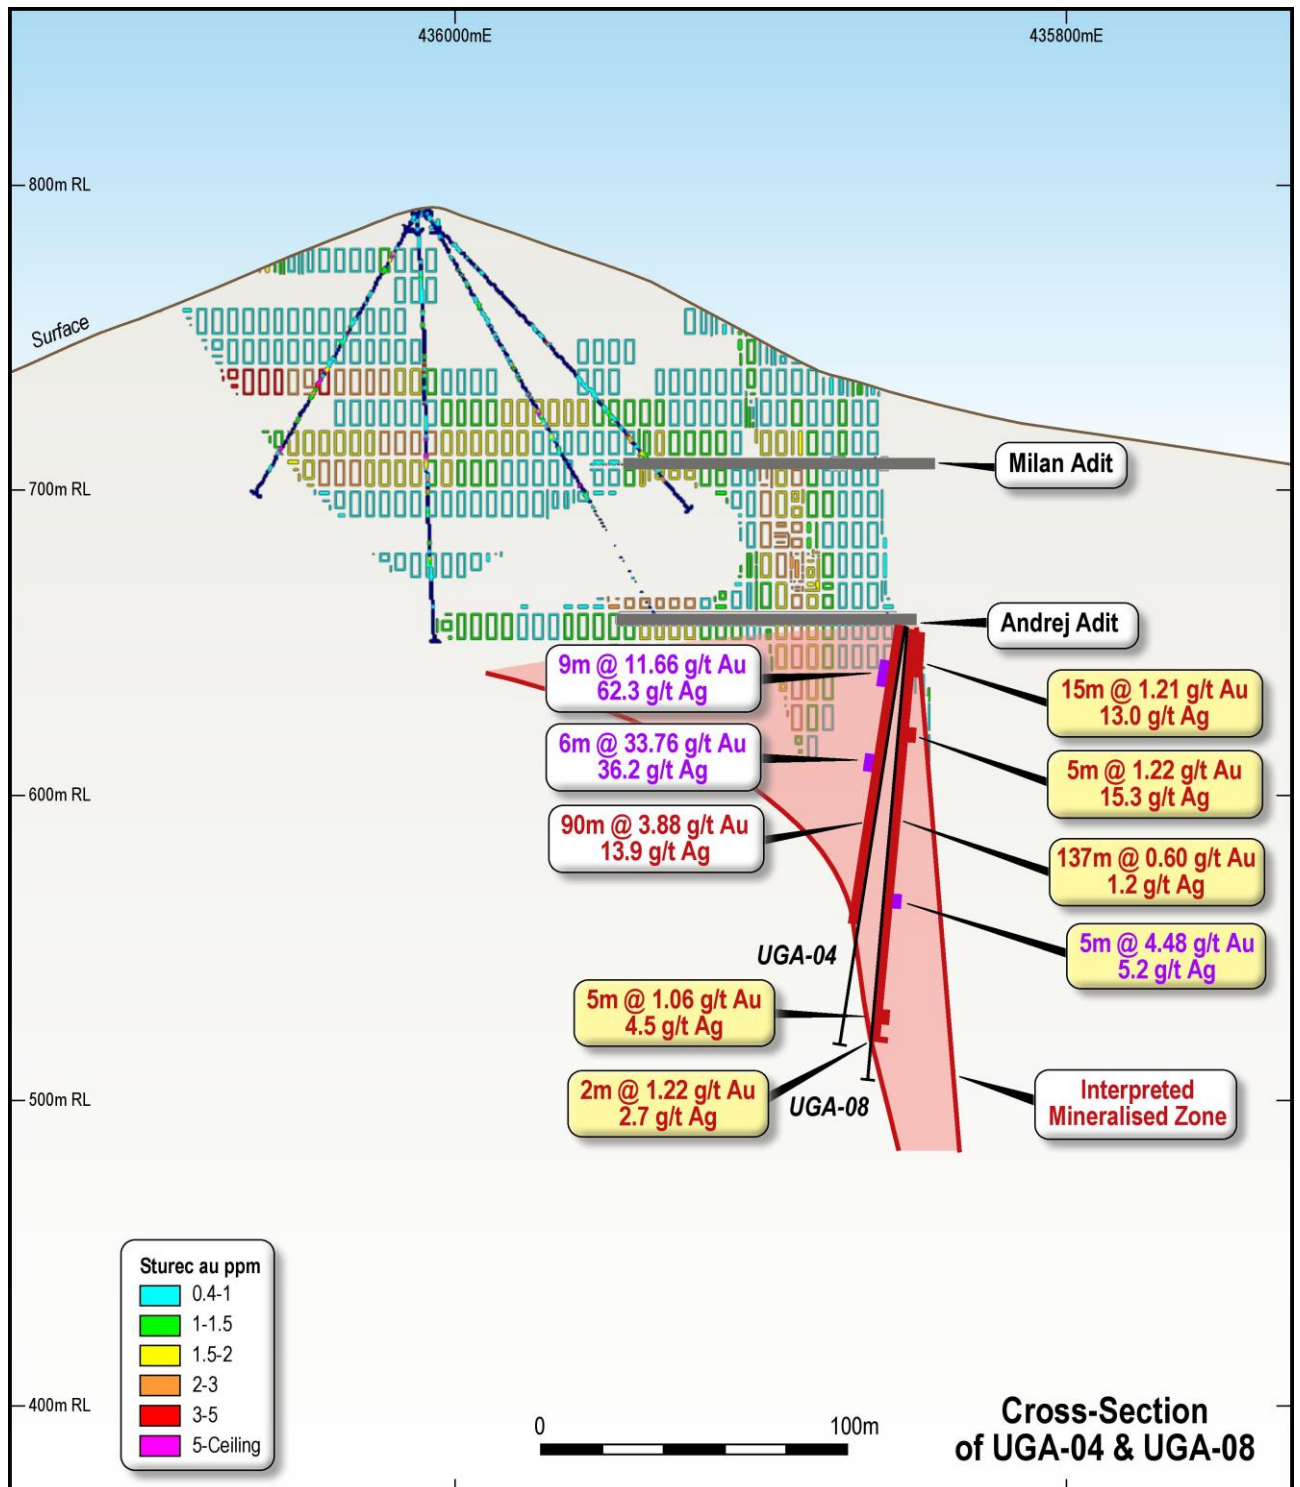 436000mE
435800mE
800m RL
Surface
700m RL
Milan Adit
Andrej Adit
9m @ 11.66 g/t Au
62.3 g/t Ag
15m @ 1.21 g/t Au
13.0 g/t Ag
6m @ 33.76 g/t Au
36.2 g/t Ag
5m @ 1.22 g/t Au
15.3 g/t Ag
600m RL
90m @ 3.88 g/t Au
13.9 g/t Ag
137m @ 0.60 g/t Au
1.2 g/t Ag
UGA-04
5m @ 4.48 g/t Au
5.2 g/t Ag
5m @ 1.06 g/t Au
4.5 g/t Ag
2m @ 1.22 g/t Au
2.7 g/t Ag
UGA-08
500m RL
Interpreted
Mineralised Zone
Sturec au ppm
0.4-1
1-1.5
1.5-2
2-3
3-5
5-Ceiling
400m RL
0
100m
Cross-Section
of UGA-04 & UGA-08